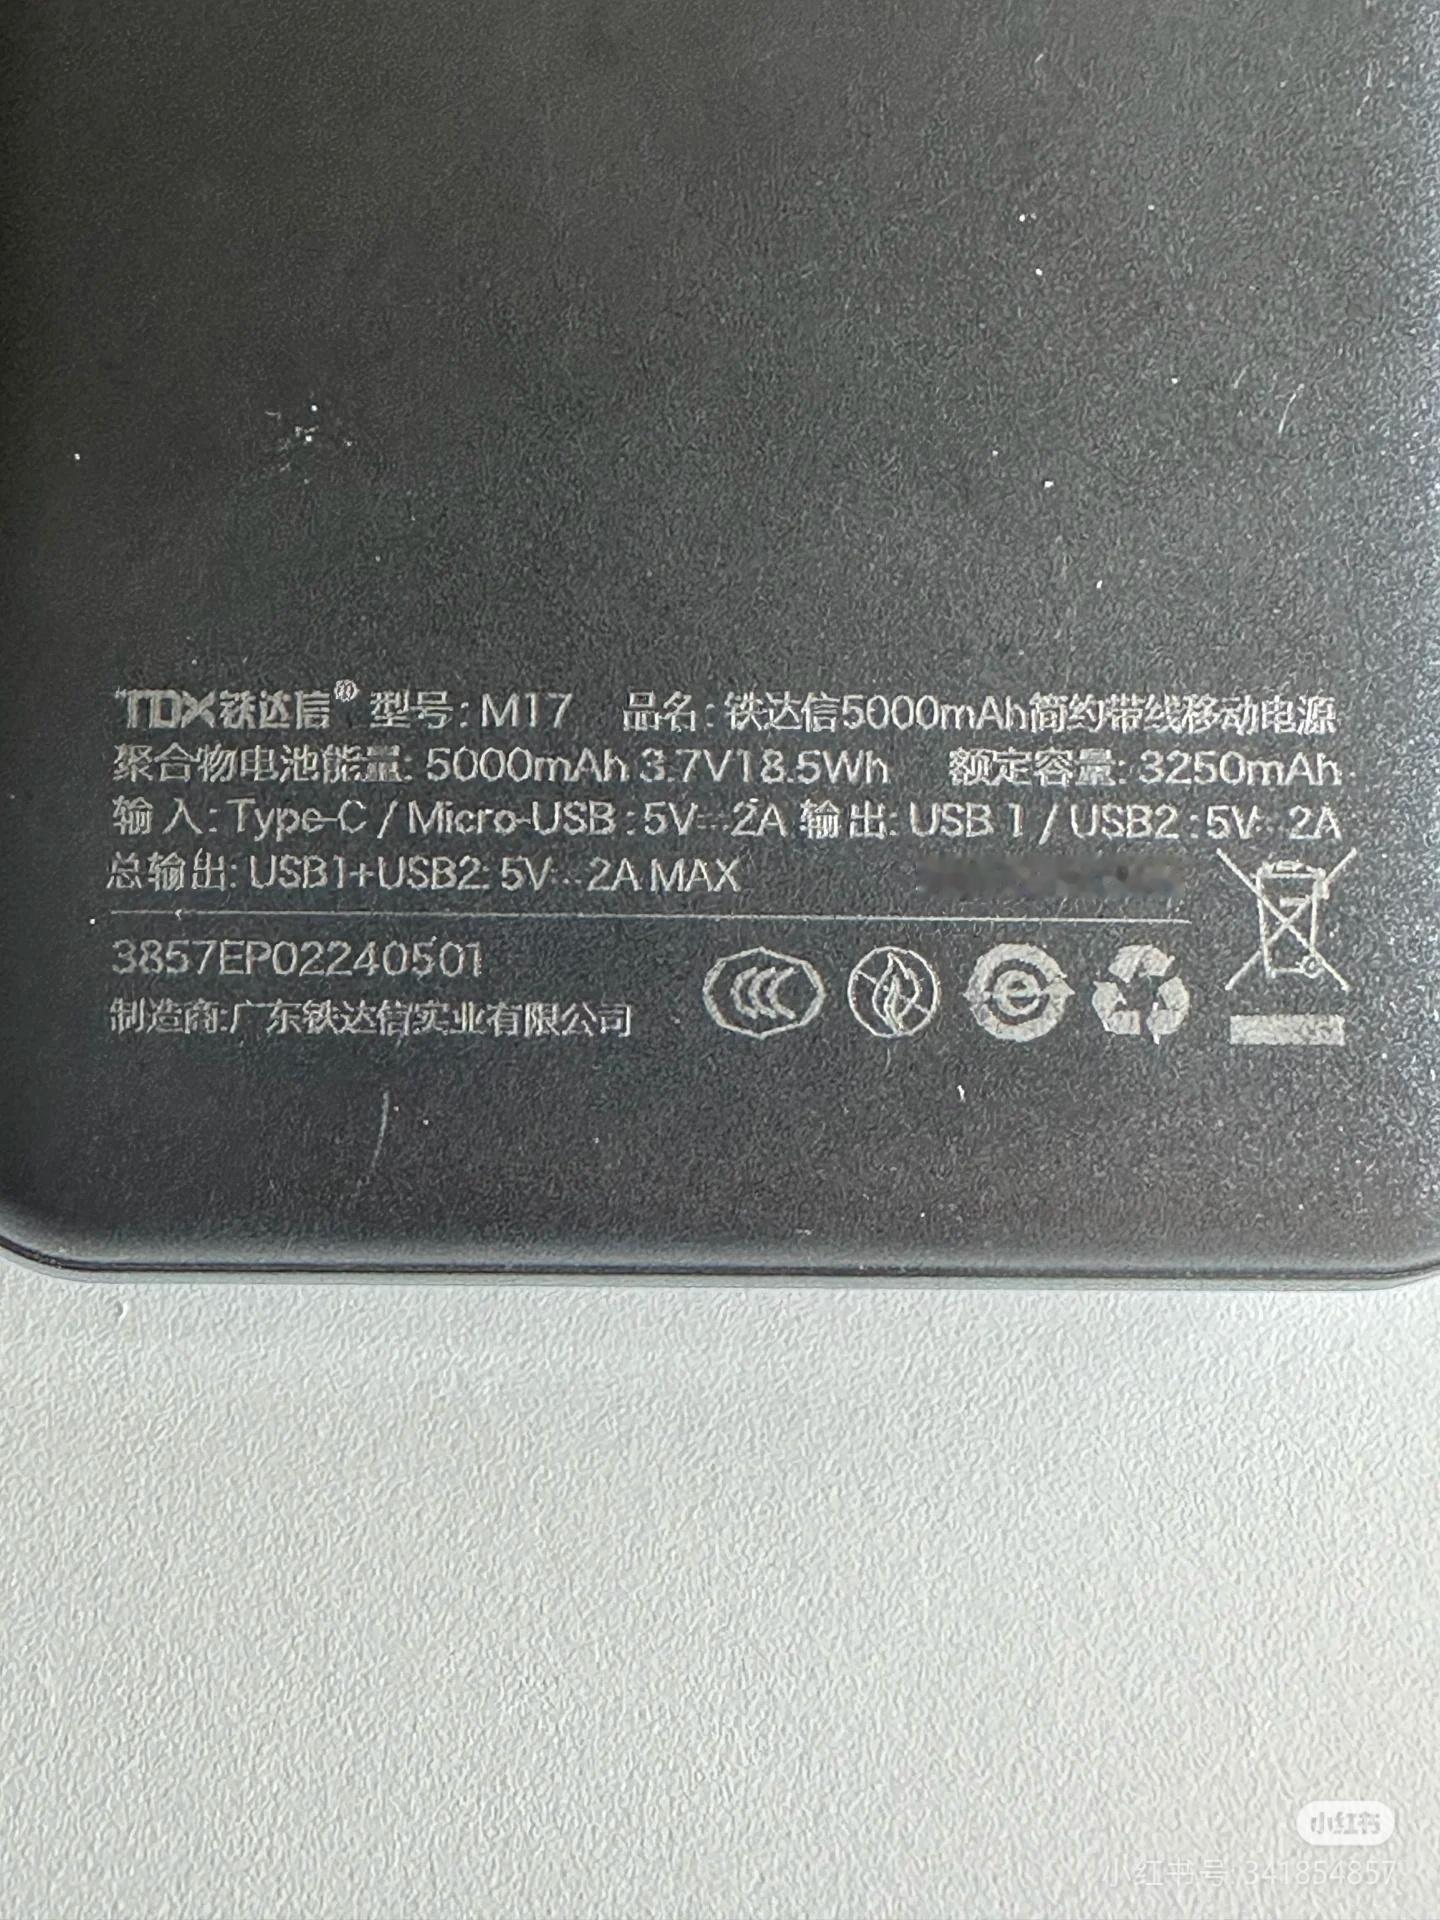 TDX铁达信® 型号: M17 品名: 铁达信5000mAh简约带线移动电源
聚合物电池能量: 5000mAh 3.7V18.5Wh 额定容量: 3250mAh
输入: Type-C / Micro-USB : 5V⎓2A 输出: USB 1 / USB2 : 5V⎓2A
总输出: USB1+USB2: 5V⎓2A MAX
3857EP02240501
制造商:广东铁达信实业有限公司
小红书
小红书号: 341854857